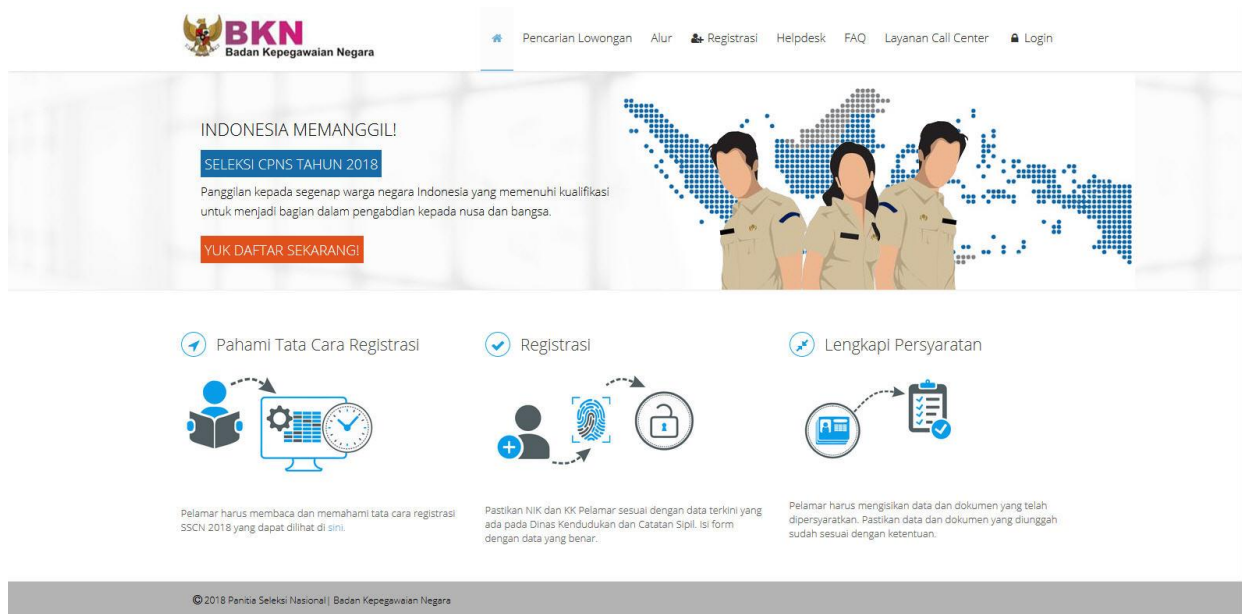 BKN
Badan Kepegawaian Negara
Pencarian Lowongan Alur Registrasi Helpdesk FAQ Layanan Call Center Login
INDONESIA MEMANGGIL!
SELEKSI CPNS TAHUN 2018
Panggilan kepada segenap warga negara Indonesia yang memenuhi kualifikasi
untuk menjadi bagian dalam pengabdian kepada nusa dan bangsa.
YUK DAFTAR SEKARANG!
Pahami Tata Cara Registrasi
Pelamar harus membaca dan memahami tata cara registrasi
SSCN 2018 yang dapat dilihat di sini.
Registrasi
Pastikan NIK dan KK Pelamar sesuai dengan data terkini yang
ada pada Dinas Kendudukan dan Catatan Sipil. Isi form
dengan data yang benar.
Lengkapi Persyaratan
Pelamar harus mengisikan data dan dokumen yang telah
dipersyaratkan. Pastikan data dan dokumen yang diunggah
sudah sesuai dengan ketentuan.
© 2018 Panitia Seleksi Nasional | Badan Kepegawaian Negara